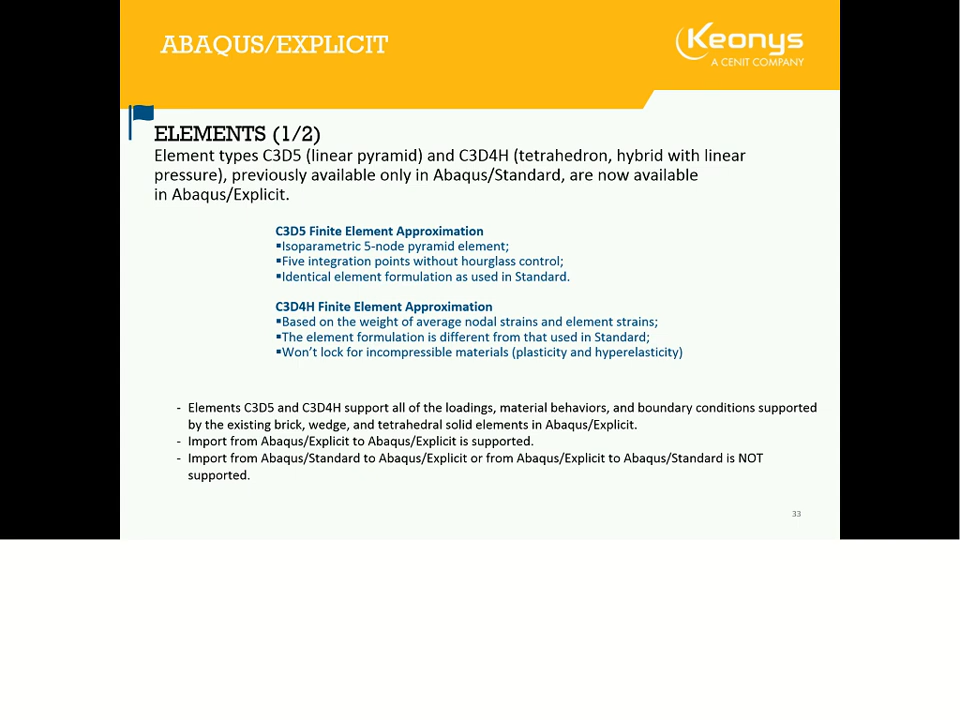 ABAQUS/EXPLICIT
Keonys
A CENIT COMPANY
ELEMENTS (1/2)
Element types C3D5 (linear pyramid) and C3D4H (tetrahedron, hybrid with linear
pressure), previously available only in Abaqus/Standard, are now available
in Abaqus/Explicit.
C3D5 Finite Element Approximation
▪Isoparametric 5-node pyramid element;
▪Five integration points without hourglass control;
▪Identical element formulation as used in Standard.
C3D4H Finite Element Approximation
▪Based on the weight of average nodal strains and element strains;
▪The element formulation is different from that used in Standard;
▪Won't lock for incompressible materials (plasticity and hyperelasticity)
- Elements C3D5 and C3D4H support all of the loadings, material behaviors, and boundary conditions supported
by the existing brick, wedge, and tetrahedral solid elements in Abaqus/Explicit.
- Import from Abaqus/Explicit to Abaqus/Explicit is supported.
- Import from Abaqus/Standard to Abaqus/Explicit or from Abaqus/Explicit to Abaqus/Standard is NOT
supported.
33